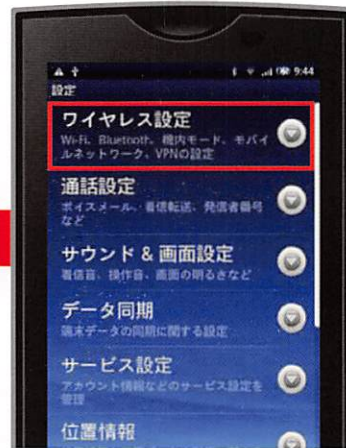 9:44
設定
ワイヤレス設定
Wi-Fi、Bluetooth、機内モード、モバイ
ルネットワーク、VPNの設定
通話設定
ボイスメール、着信転送、発信者番号
など
サウンド & 画面設定
着信音、操作音、画面の明るさなど
データ同期
端末データの同期に関する設定
サービス設定
アカウント情報などのサービス設定を
管理
位置情報